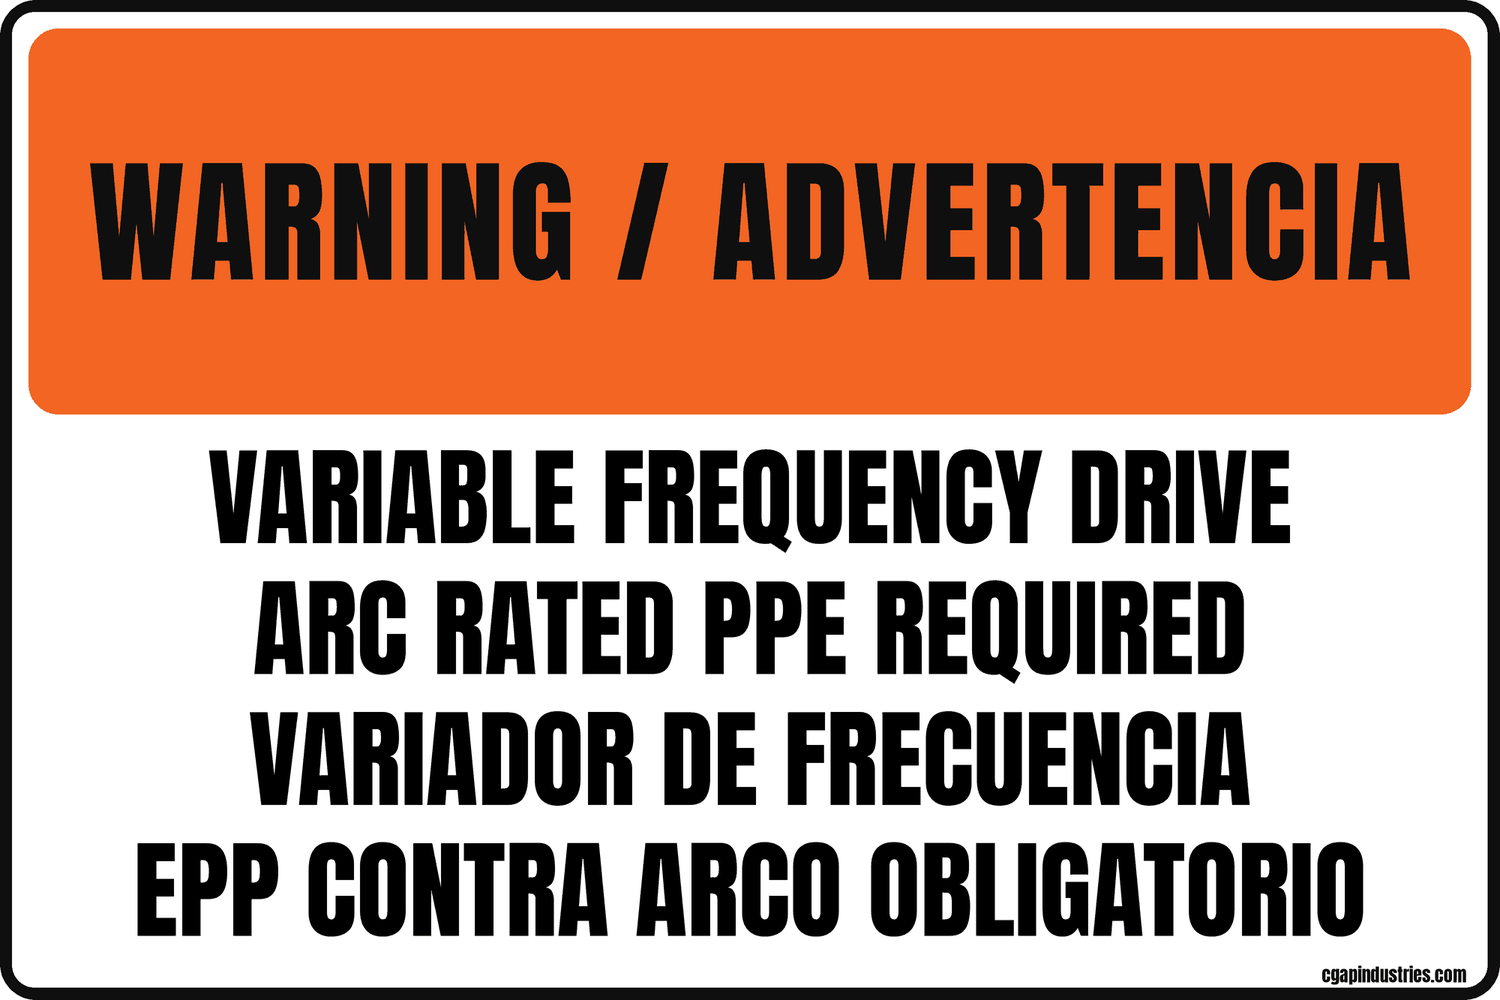 WARNING / ADVERTENCIA
VARIABLE FREQUENCY DRIVE
ARC RATED PPE REQUIRED
VARIADOR DE FRECUENCIA
EPP CONTRA ARCO OBLIGATORIO
cgapindustries.com